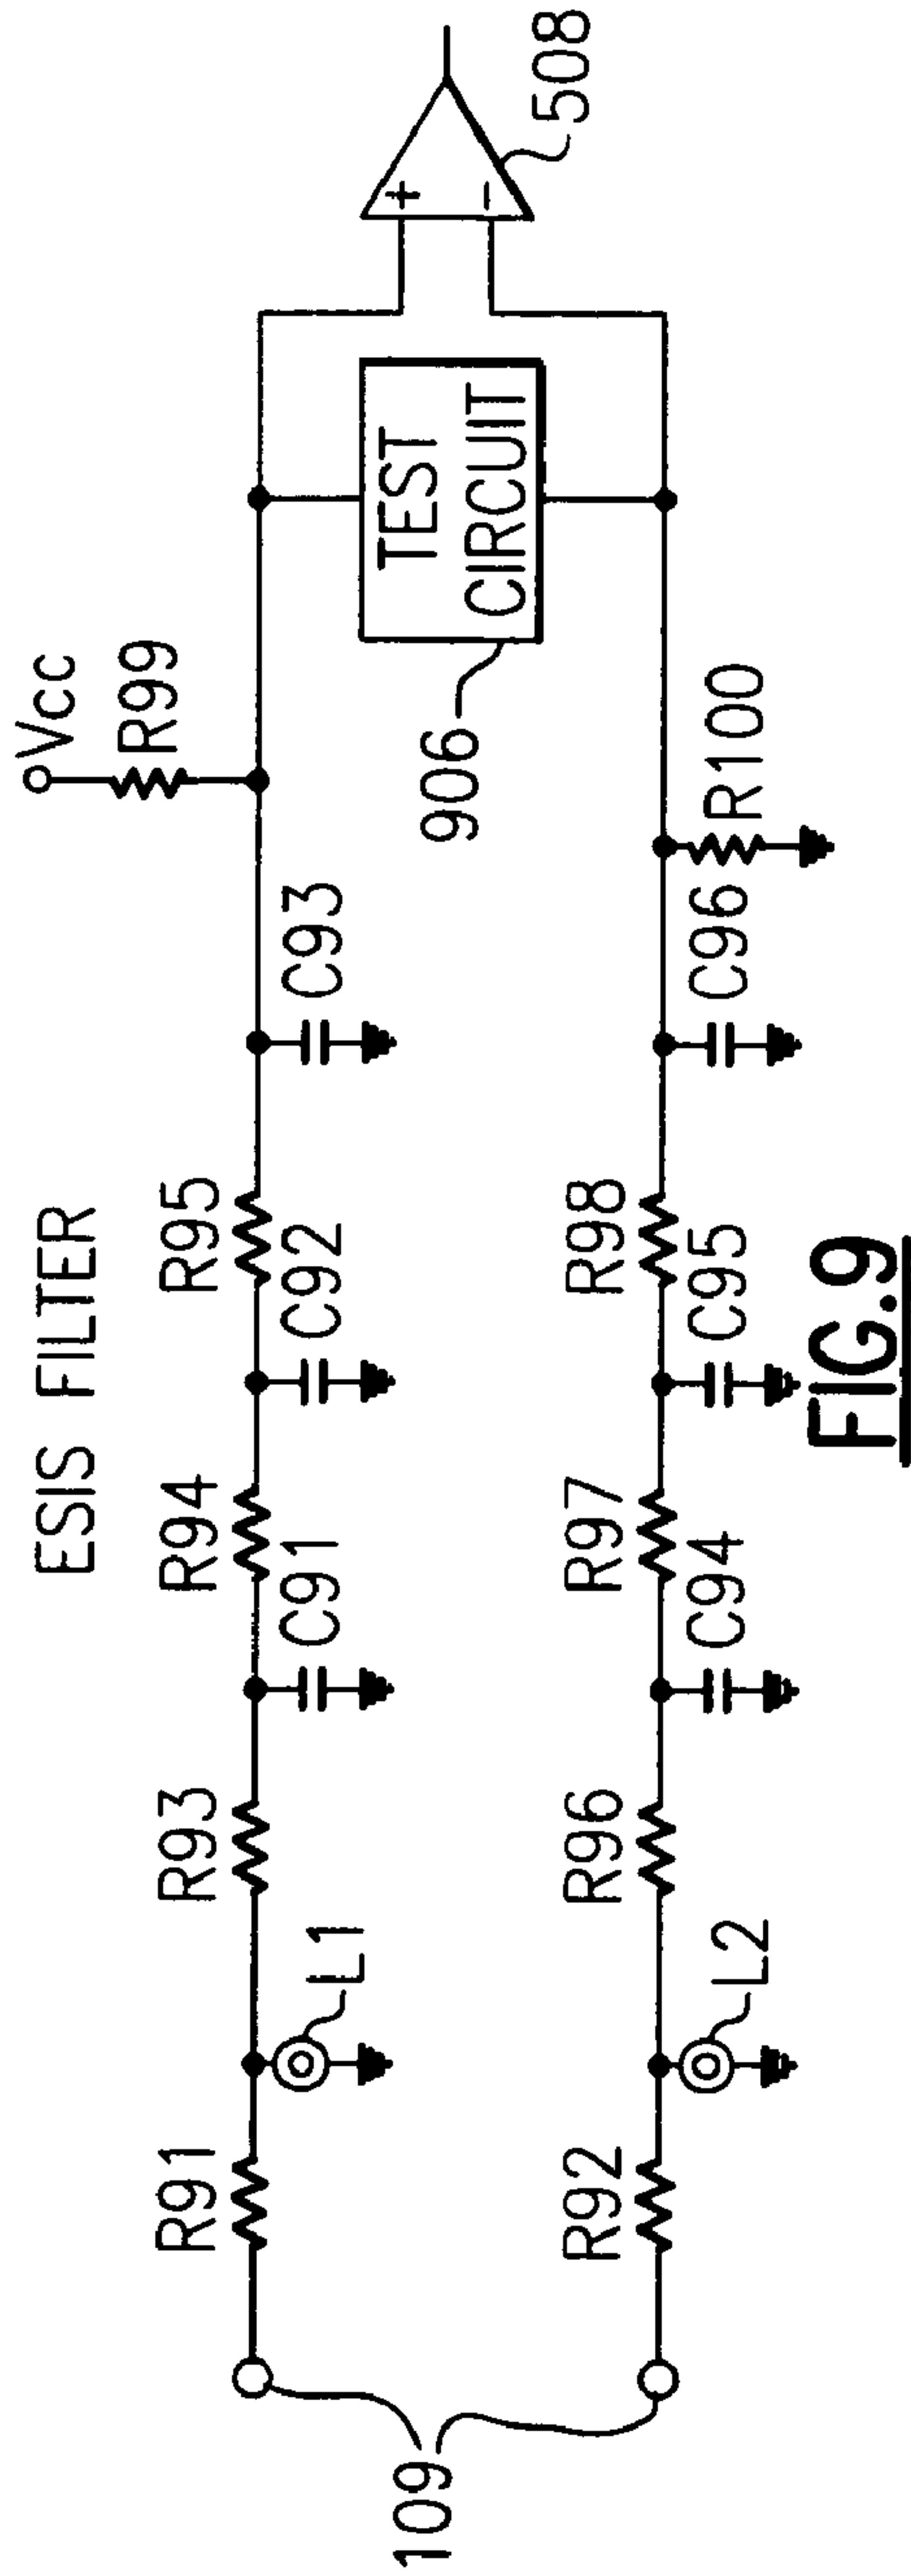 ESIS FILTER
Vcc
R99
R91
R93
R94
R95
L1
C91
C92
C93
TEST
CIRCUIT
906
508
+
−
109
R92
R96
R97
R98
R100
L2
C94
C95
C96
FIG.9